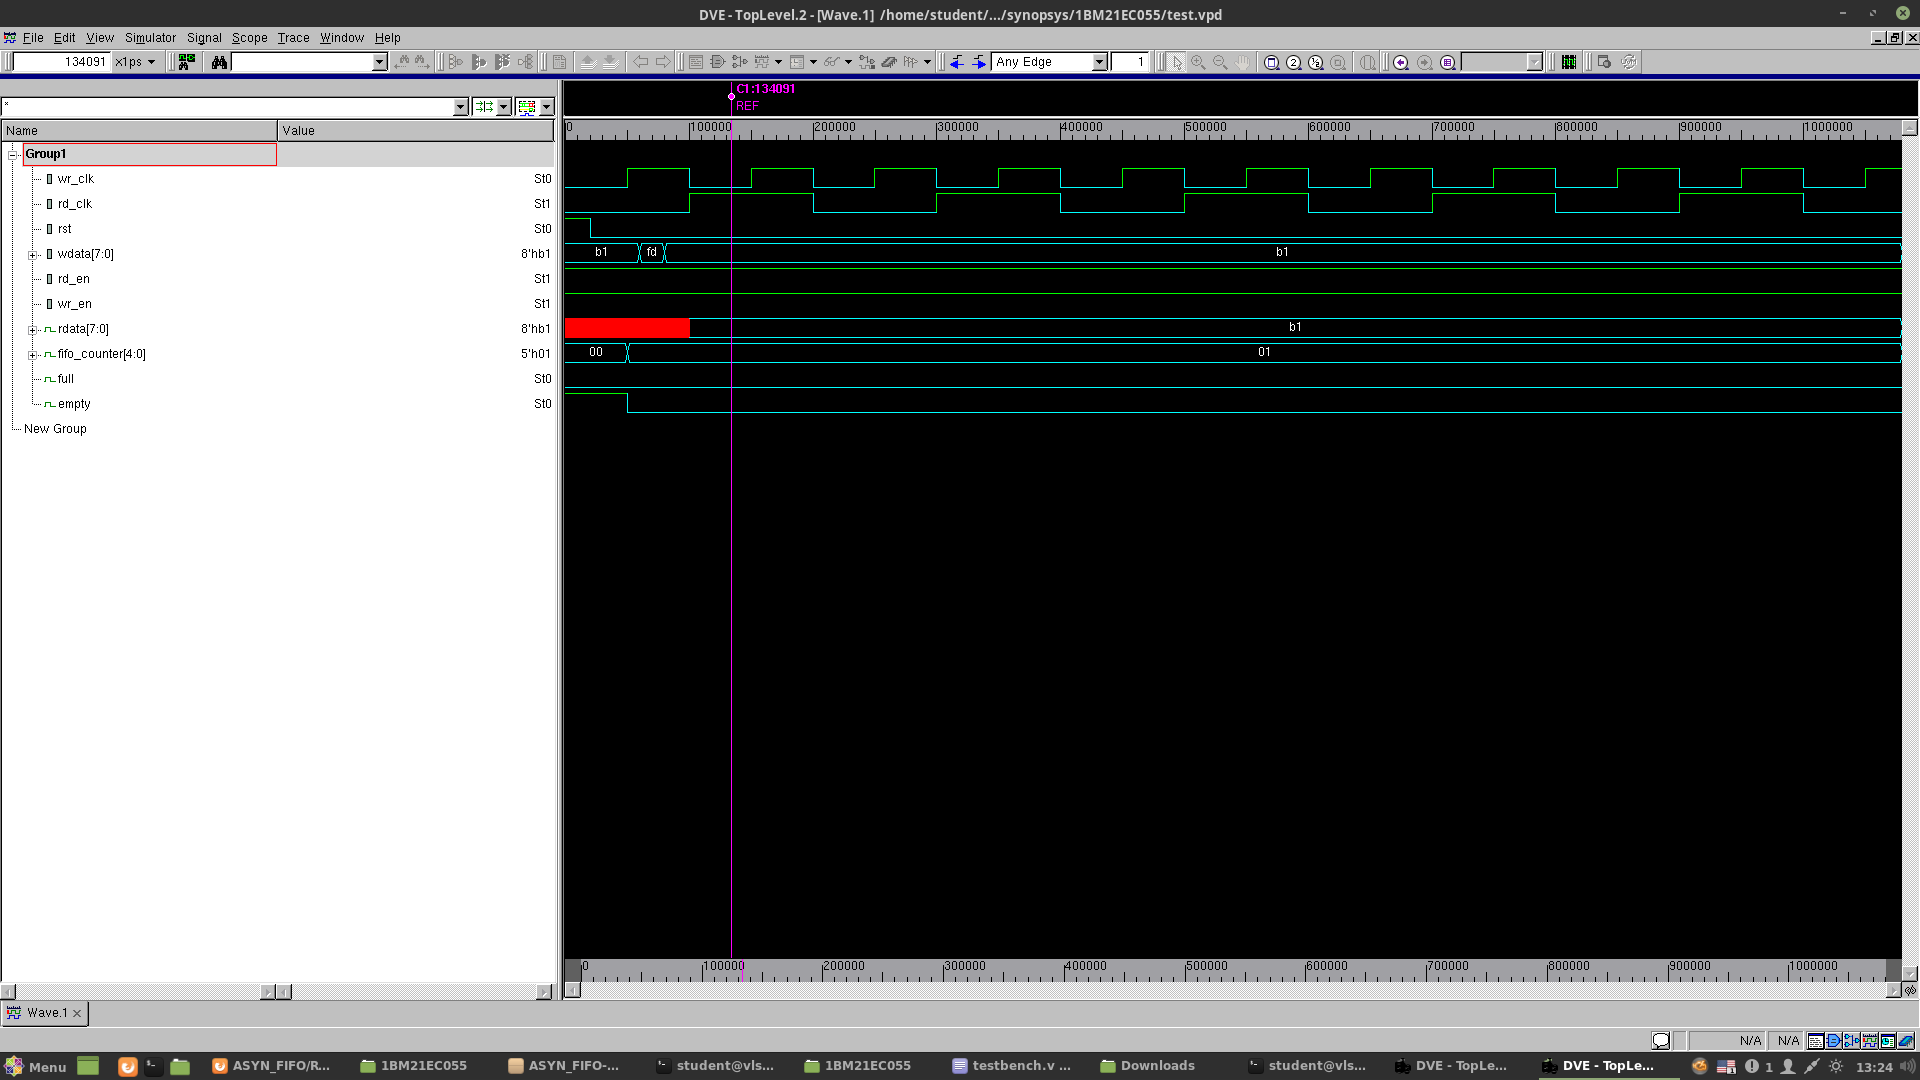 DVE - TopLevel.2 - [Wave.1] /home/student/.../synopsys/1BM21EC055/test.vpd
File Edit View Simulator Signal Scope Trace Window Help
134091 x1ps Any Edge 1
*
C1:134091
REF
Name Value
0 100000 200000 300000 400000 500000 600000 700000 800000 900000 1000000
Group1
wr_clk St0
rd_clk St1
rst St0
wdata[7:0] 8'hb1 b1 fd b1
rd_en St1
wr_en St1
rdata[7:0] 8'hb1 b1
fifo_counter[4:0] 5'h01 00 01
full St0
empty St0
New Group
0 100000 200000 300000 400000 500000 600000 700000 800000 900000 1000000
Wave.1
N/A N/A
Menu ASYN_FIFO/R... 1BM21EC055 ASYN_FIFO-... student@vls... 1BM21EC055 testbench.v ... Downloads student@vls... DVE - TopLe... DVE - TopLe... 1 13:24